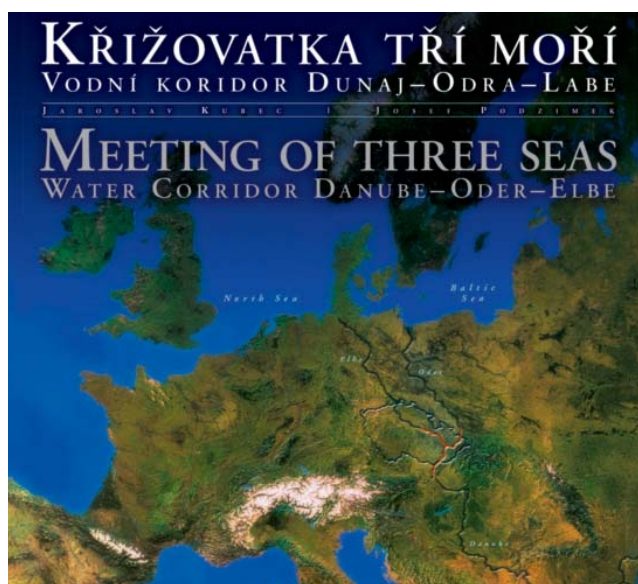 KŘIŽOVATKA TŘÍ MOŘÍ
VODNÍ KORIDOR DUNAJ–ODRA–LABE
JAROSLAV KUBEC | JOSEF PODZIMEK
MEETING OF THREE SEAS
WATER CORRIDOR DANUBE–ODER–ELBE
North Sea
Baltic
Sea
Elbe
Oder
Danube